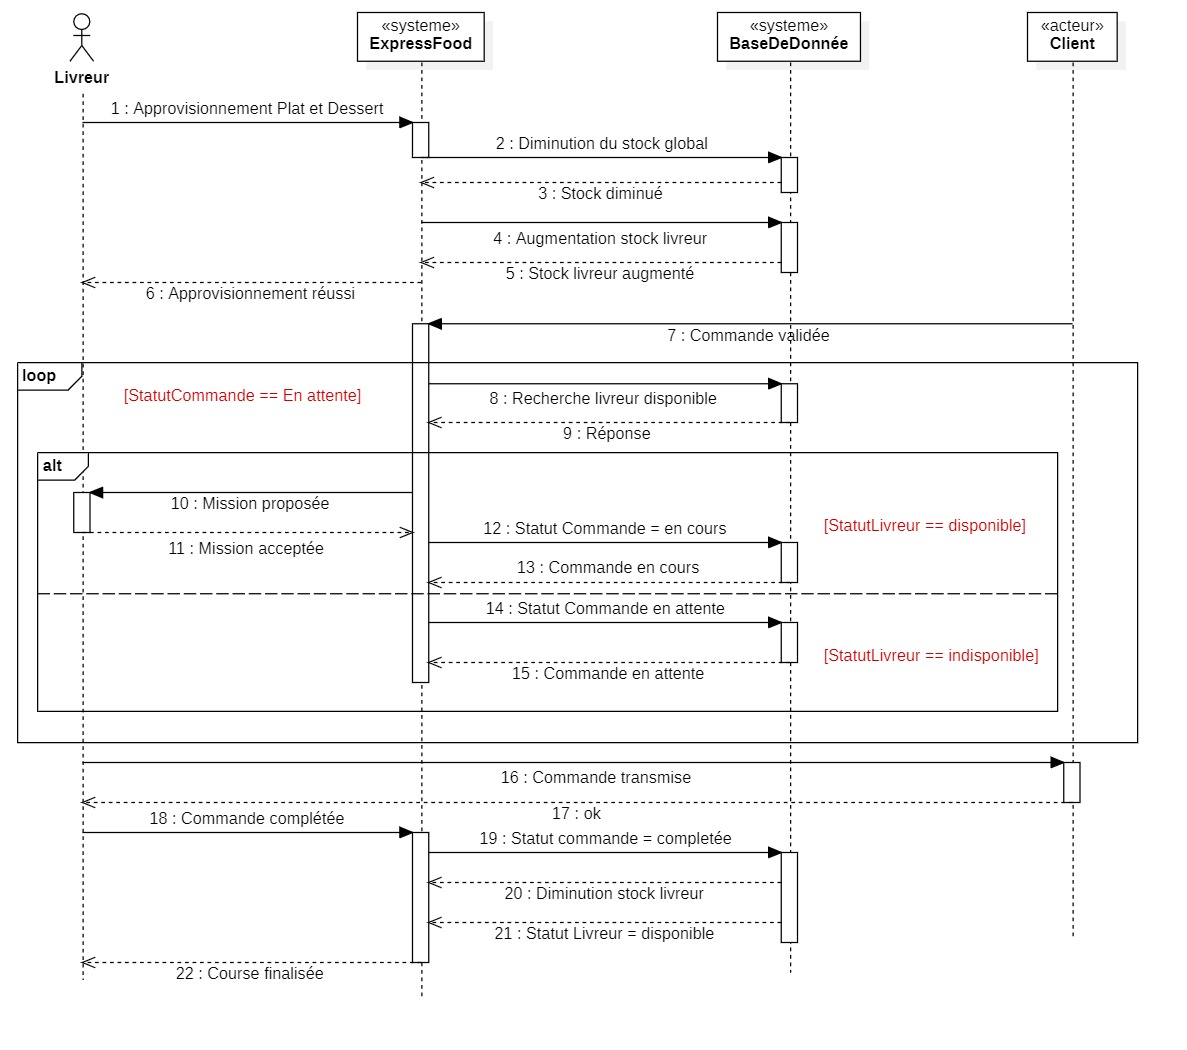 «systeme»
ExpressFood
«systeme»
BaseDeDonnée
«acteur»
Client
Livreur
1 : Approvisionnement Plat et Dessert
2 : Diminution du stock global
3 : Stock diminué
4 : Augmentation stock livreur
5 : Stock livreur augmenté
6 : Approvisionnement réussi
7 : Commande validée
loop
[StatutCommande == En attente]
8 : Recherche livreur disponible
9 : Réponse
alt
10 : Mission proposée
[StatutLivreur == disponible]
12 : Statut Commande = en cours
11 : Mission acceptée
13 : Commande en cours
14 : Statut Commande en attente
[StatutLivreur == indisponible]
15 : Commande en attente
16 : Commande transmise
17 : ok
18 : Commande complétée
19 : Statut commande = completée
20 : Diminution stock livreur
21 : Statut Livreur = disponible
22 : Course finalisée